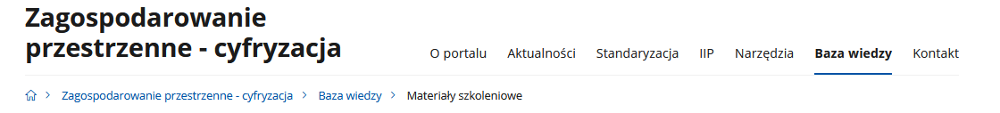 Zagospodarowanie
przestrzenne - cyfryzacja
O portalu Aktualności Standaryzacja IIP Narzędzia Baza wiedzy Kontakt
Zagospodarowanie przestrzenne - cyfryzacja > Baza wiedzy > Materiały szkoleniowe